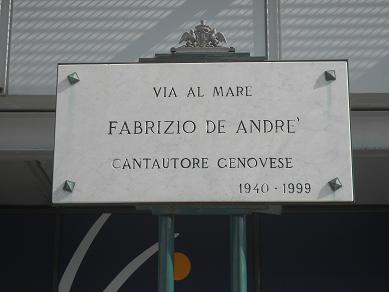 VIA AL MARE
FABRIZIO DE ANDRE'
CANTAUTORE GENOVESE
1940 - 1999